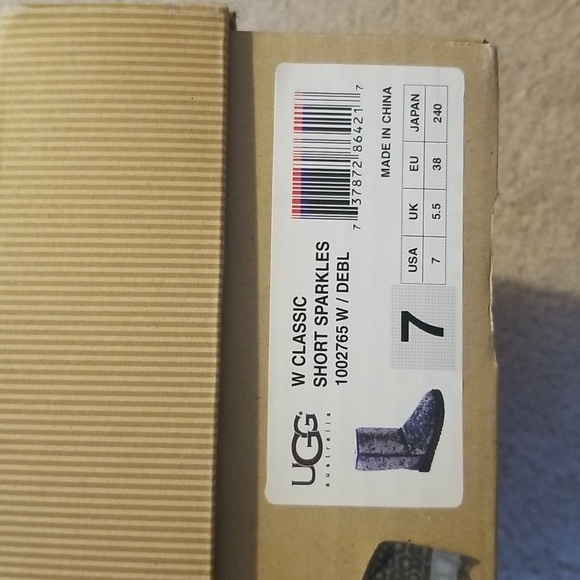 UGG®
australia
W CLASSIC
SHORT SPARKLES
1002765 W / DEBL
7 37872 86421 7
MADE IN CHINA
7
USA UK EU JAPAN
7 5.5 38 240